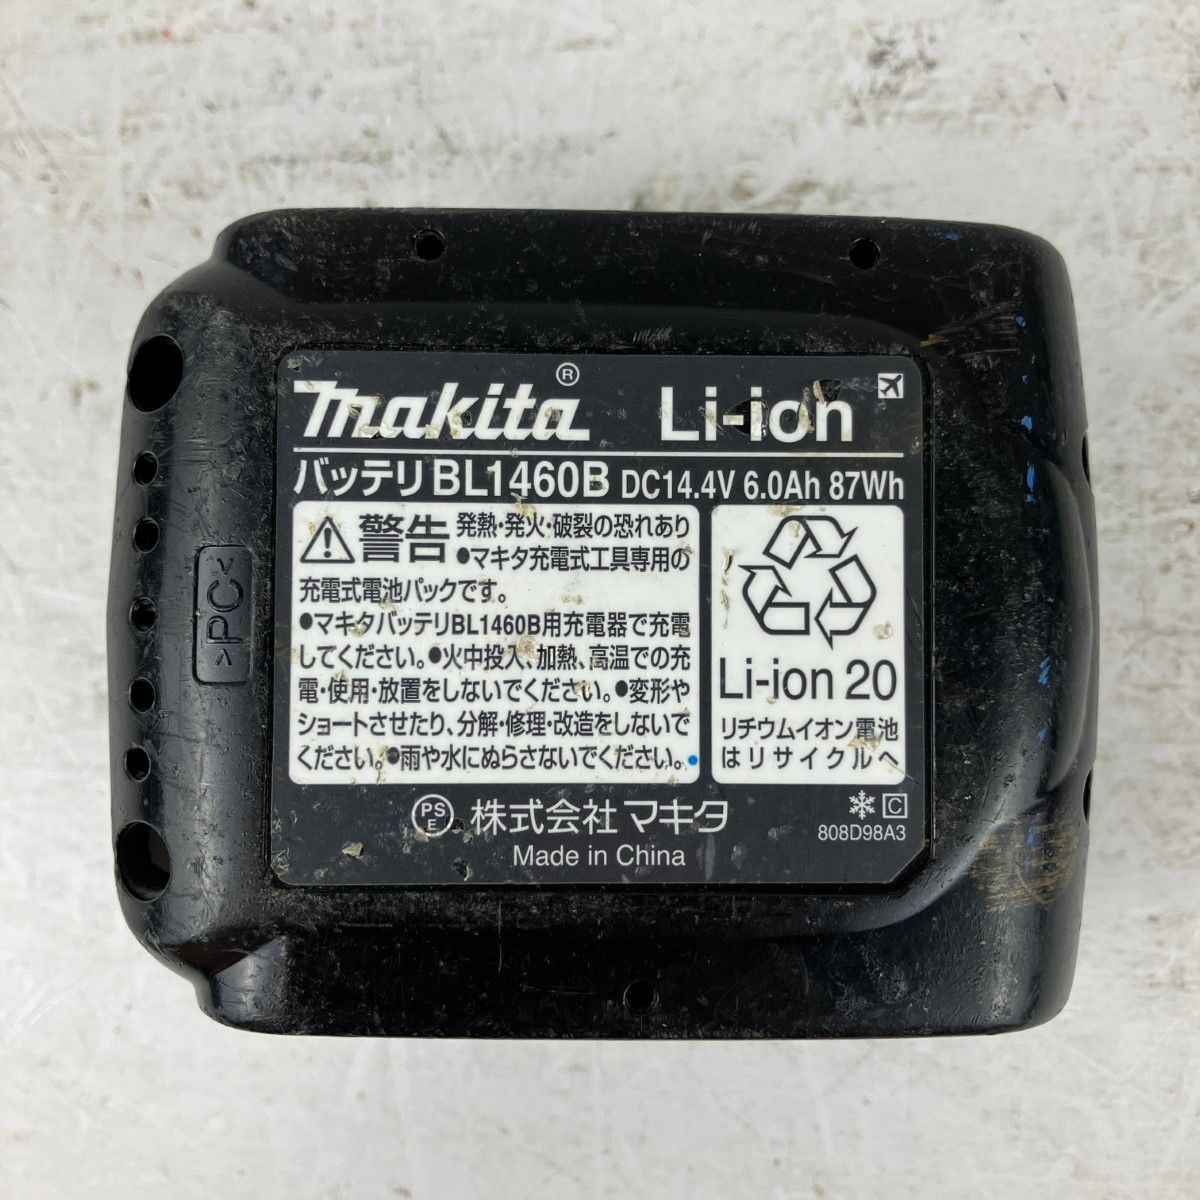 makita®
Li-ion
バッテリBL1460B DC14.4V 6.0Ah 87Wh
警告 発熱・発火・破裂の恐れあり
●マキタ充電式工具専用の
充電式電池パックです。
●マキタバッテリBL1460B用充電器で充電
してください。●火中投入、加熱、高温での充
電・使用・放置をしないでください。●変形や
ショートさせたり、分解・修理・改造をしないで
ください。●雨や水にぬらさないでください。
Li-ion 20
リチウムイオン電池
はリサイクルへ
PS
E
株式会社マキタ
Made in China
C
808D98A3
>PC<